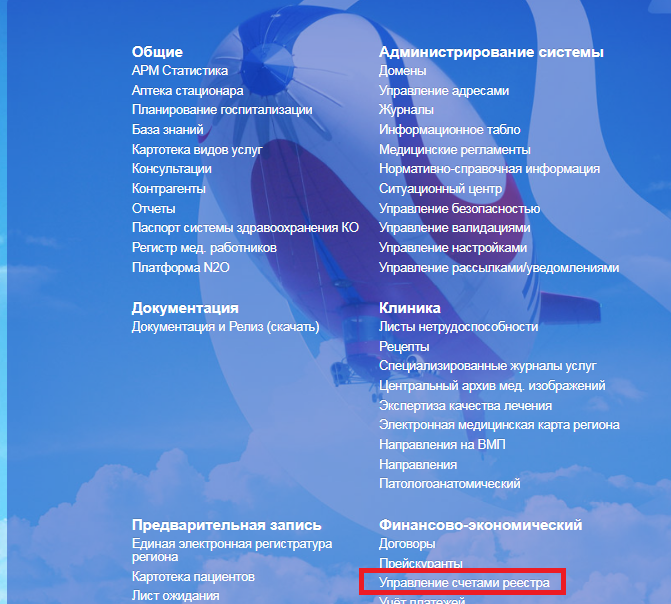 Общие
АРМ Статистика
Аптека стационара
Планирование госпитализации
База знаний
Картотека видов услуг
Консультации
Контрагенты
Отчеты
Паспорт системы здравоохранения КО
Регистр мед. работников
Платформа N2O
Администрирование системы
Домены
Управление адресами
Журналы
Информационное табло
Медицинские регламенты
Нормативно-справочная информация
Ситуационный центр
Управление безопасностью
Управление валидациями
Управление настройками
Управление рассылками/уведомлениями
Документация
Документация и Релиз (скачать)
Клиника
Листы нетрудоспособности
Рецепты
Специализированные журналы услуг
Центральный архив мед. изображений
Экспертиза качества лечения
Электронная медицинская карта региона
Направления на ВМП
Направления
Патологоанатомический
Предварительная запись
Единая электронная регистратура
региона
Картотека пациентов
Лист ожидания
Финансово-экономический
Договоры
Прейскуранты
Управление счетами реестра
Учёт платежей